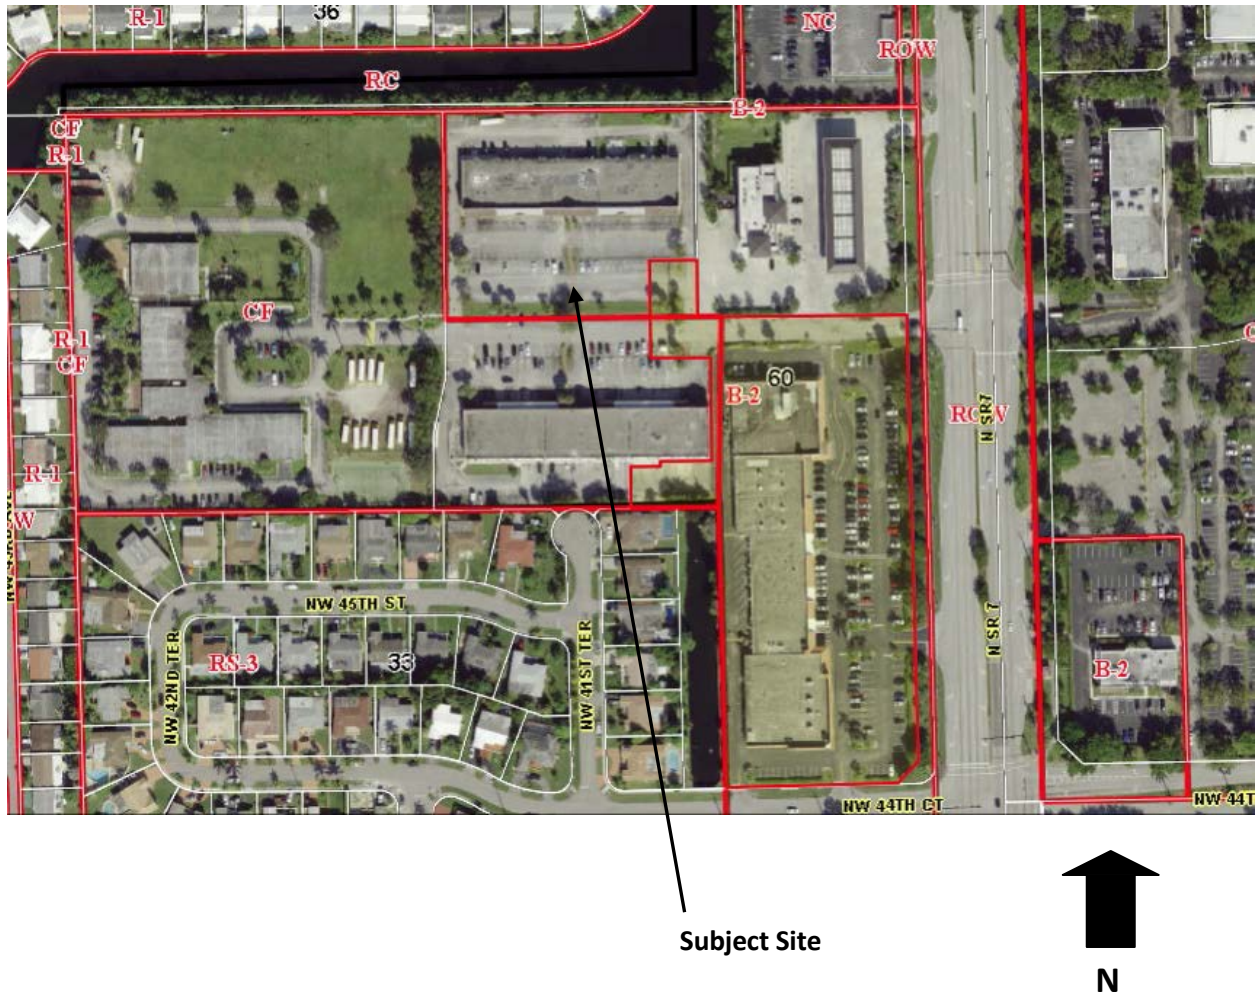 36
R-1
NC
ROW
RC
B-2
CF
R-1
CF
R-1
CF
60
B-2
ROW
N SR7
R-1
W
NW 45TH ST
NW 42ND TER
RS-3
33
NW 41ST TER
N SR 7
B-2
NW 44TH CT
NW 44T
Subject Site
N